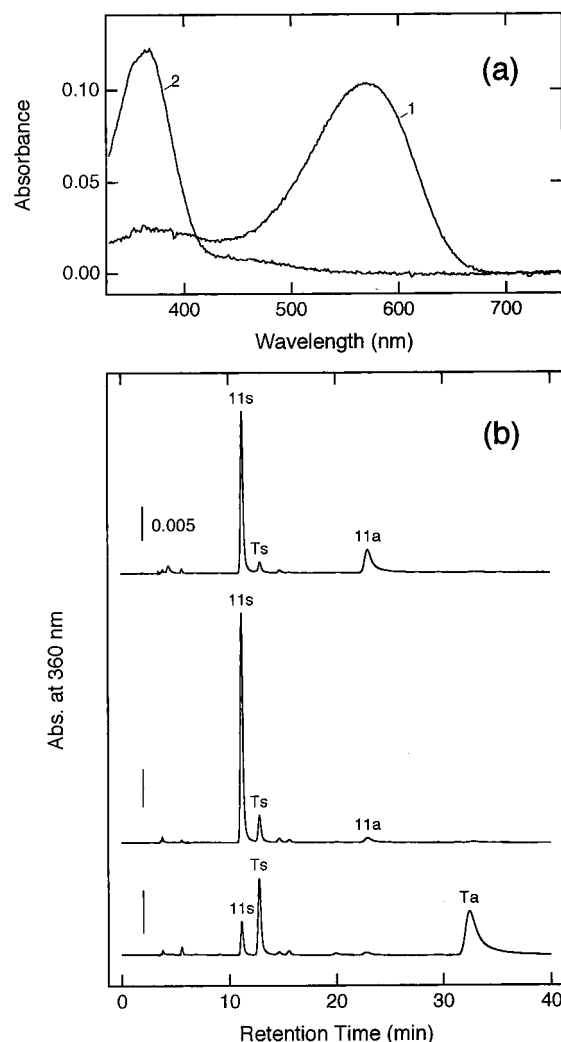 (a)
2
1
0.10
0.05
0.00
Absorbance
400 500 600 700
Wavelength (nm)
(b)
11s
0.005
Ts
11a
11s
Ts
11a
Ts
11s
Ta
Abs. at 360 nm
0 10 20 30 40
Retention Time (min)